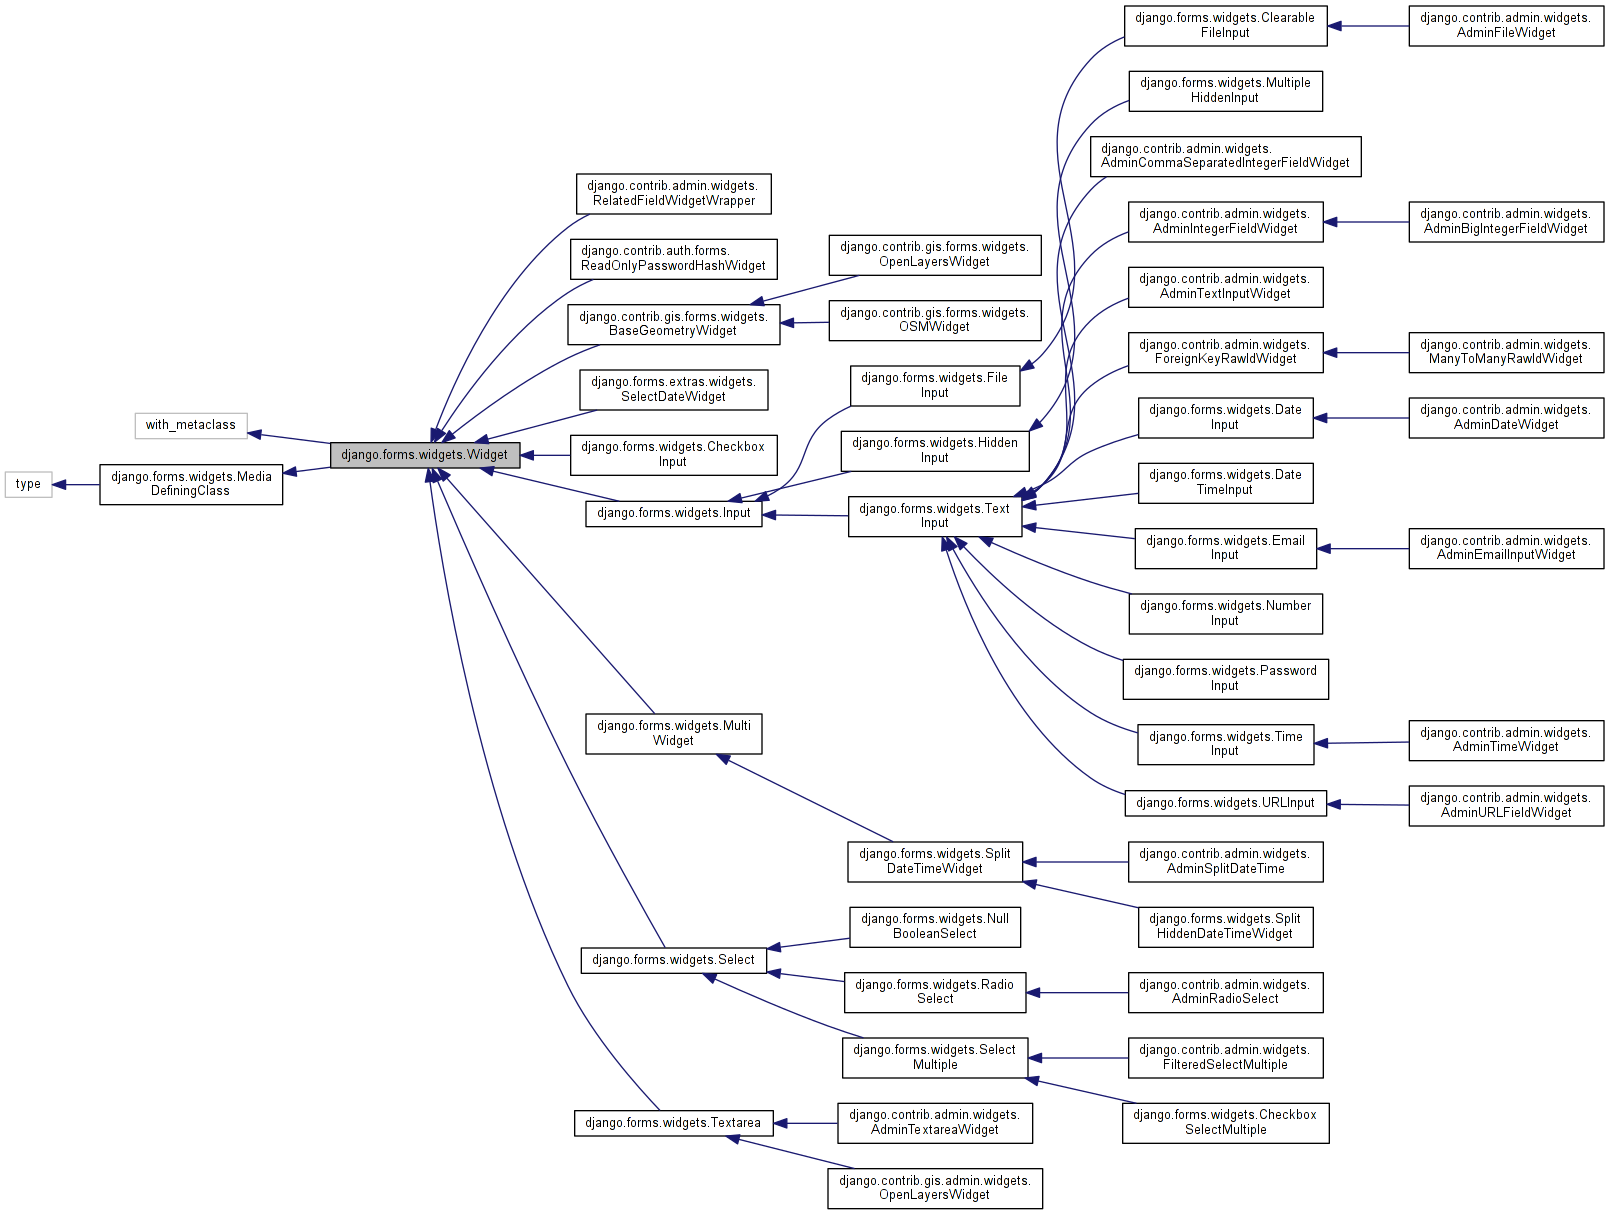 type
with_metaclass
django.forms.widgets.Media
DefiningClass
django.forms.widgets.Widget
django.contrib.admin.widgets.
RelatedFieldWidgetWrapper
django.contrib.auth.forms.
ReadOnlyPasswordHashWidget
django.contrib.gis.forms.widgets.
BaseGeometryWidget
django.forms.extras.widgets.
SelectDateWidget
django.forms.widgets.Checkbox
Input
django.forms.widgets.Input
django.forms.widgets.Multi
Widget
django.forms.widgets.Select
django.forms.widgets.Textarea
django.contrib.gis.forms.widgets.
OpenLayersWidget
django.contrib.gis.forms.widgets.
OSMWidget
django.forms.widgets.File
Input
django.forms.widgets.Hidden
Input
django.forms.widgets.Text
Input
django.forms.widgets.Split
DateTimeWidget
django.forms.widgets.Null
BooleanSelect
django.forms.widgets.Radio
Select
django.forms.widgets.Select
Multiple
django.contrib.admin.widgets.
AdminTextareaWidget
django.contrib.gis.admin.widgets.
OpenLayersWidget
django.forms.widgets.Clearable
FileInput
django.forms.widgets.Multiple
HiddenInput
django.contrib.admin.widgets.
AdminCommaSeparatedIntegerFieldWidget
django.contrib.admin.widgets.
AdminIntegerFieldWidget
django.contrib.admin.widgets.
AdminTextInputWidget
django.contrib.admin.widgets.
ForeignKeyRawIdWidget
django.forms.widgets.Date
Input
django.forms.widgets.Date
TimeInput
django.forms.widgets.Email
Input
django.forms.widgets.Number
Input
django.forms.widgets.Password
Input
django.forms.widgets.Time
Input
django.forms.widgets.URLInput
django.contrib.admin.widgets.
AdminSplitDateTime
django.forms.widgets.Split
HiddenDateTimeWidget
django.contrib.admin.widgets.
AdminRadioSelect
django.contrib.admin.widgets.
FilteredSelectMultiple
django.forms.widgets.Checkbox
SelectMultiple
django.contrib.admin.widgets.
AdminFileWidget
django.contrib.admin.widgets.
AdminBigIntegerFieldWidget
django.contrib.admin.widgets.
ManyToManyRawIdWidget
django.contrib.admin.widgets.
AdminDateWidget
django.contrib.admin.widgets.
AdminEmailInputWidget
django.contrib.admin.widgets.
AdminTimeWidget
django.contrib.admin.widgets.
AdminURLFieldWidget